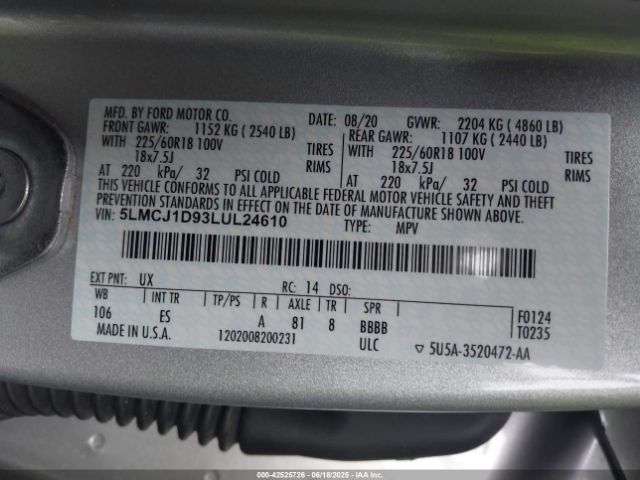 MFD. BY FORD MOTOR CO. DATE: 08/20 GVWR: 2204 KG ( 4860 LB)
FRONT GAWR: 1152 KG ( 2540 LB) REAR GAWR: 1107 KG ( 2440 LB)
WITH 225/60R18 100V TIRES WITH 225/60R18 100V TIRES
18x7.5J RIMS 18x7.5J RIMS
AT 220 kPa/ 32 PSI COLD AT 220 kPa/ 32 PSI COLD
THIS VEHICLE CONFORMS TO ALL APPLICABLE FEDERAL MOTOR VEHICLE SAFETY AND THEFT
PREVENTION STANDARDS IN EFFECT ON THE DATE OF MANUFACTURE SHOWN ABOVE.
VIN: 5LMCJ1D93LUL24610 TYPE: MPV
EXT PNT: UX RC: 14 DSO:
WB INT TR TP/PS R AXLE TR SPR F0124
106 ES A 81 8 BBBB T0235
MADE IN U.S.A. 1202008200231 ULC ▽ 5U5A-3520472-AA
000-42525726 - 06/18/2025 - IAAI.COM